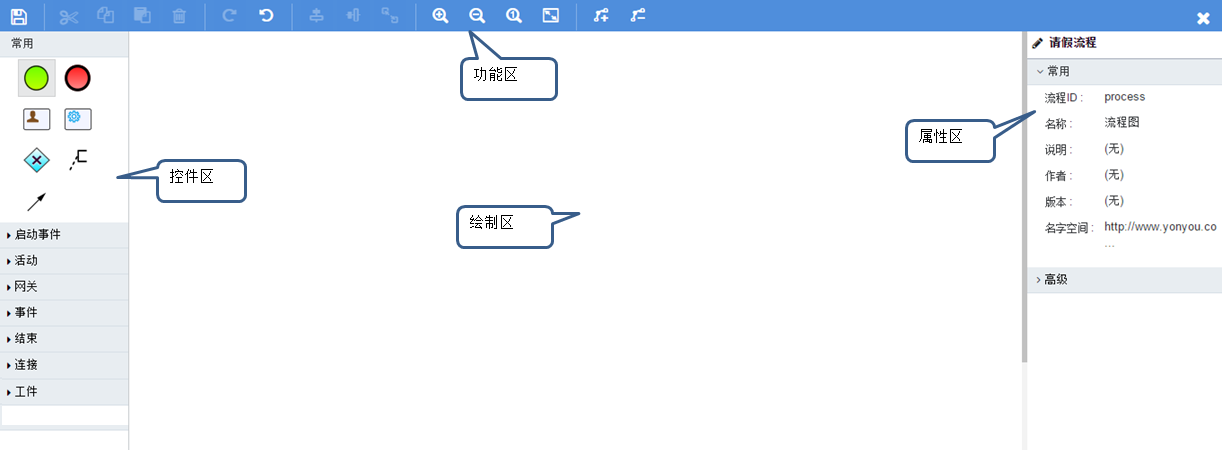 常用
功能区
控件区
绘制区
属性区
启动事件
活动
网关
事件
结束
连接
工件
请假流程
常用
流程ID : process
名称 : 流程图
说明 : (无)
作者 : (无)
版本 : (无)
名字空间 : http://www.yonyou.co
...
高级